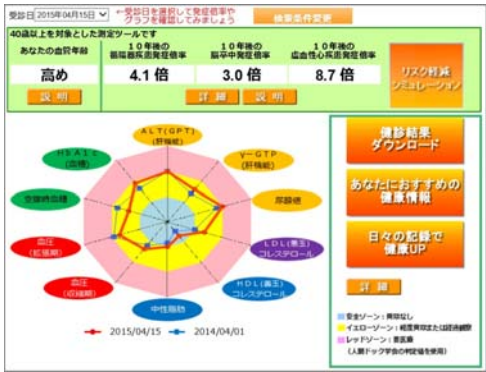 受診日 2015年04月15日 ←受診日を選択して発症倍率や
グラフを確認してみましょう
検索条件変更
40歳以上を対象とした測定ツールです
あなたの血管年齢
高め
説明
10年後の
循環器疾患発症倍率
4.1 倍
10年後の
脳卒中発症倍率
3.0 倍
10年後の
虚血性心疾患発症倍率
8.7 倍
詳細 説明
リスク軽減
シミュレーション
ALT(GPT)
(肝機能)
γ-GTP
(肝機能)
尿酸値
LDL(悪玉)
コレステロール
HDL(善玉)
コレステロール
中性脂肪
血圧
(収縮期)
血圧
(拡張期)
空腹時血糖
HbA1c
(血糖)
2015/04/15 2014/04/01
健診結果
ダウンロード
あなたにおすすめの
健康情報
日々の記録で
健康UP
詳細
安全ゾーン:異常なし
イエローゾーン:軽度異常または経過観察
レッドゾーン:要医療
(人間ドック学会の判定値を使用)